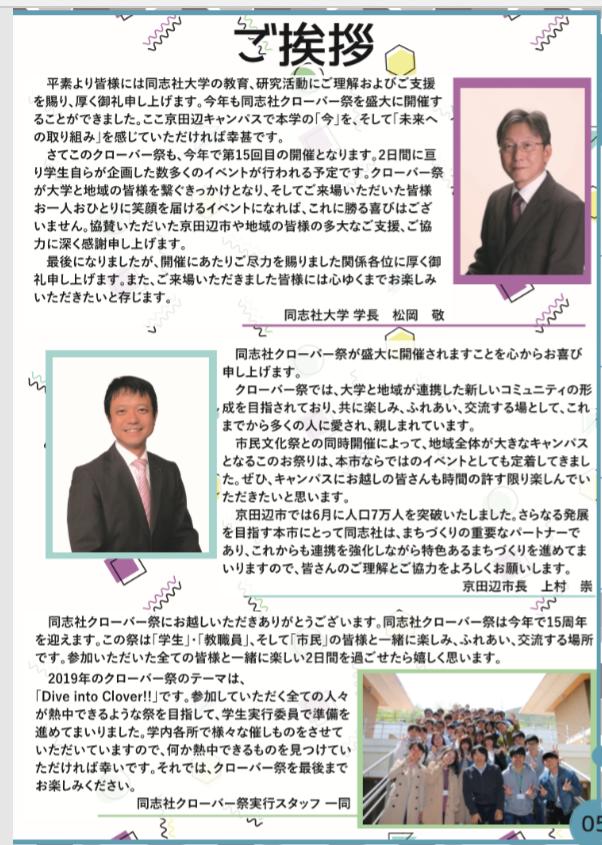 ご挨拶
平素より皆様には同志社大学の教育、研究活動にご理解およびご支援
を賜り、厚く御礼申し上げます。今年も同志社クローバー祭を盛大に開催す
ることができました。ここ京田辺キャンパスで本学の「今」を、そして「未来へ
の取り組み」を感じていただければ幸甚です。
さてこのクローバー祭も、今年で第15回目の開催となります。2日間に亘
り学生自らが企画した数多くのイベントが行われる予定です。クローバー祭
が大学と地域の皆様を繋ぐきっかけとなり、そしてご来場いただいた皆様
お一人おひとりに笑顔を届けるイベントになれば、これに勝る喜びはござ
いません。協賛いただいた京田辺市や地域の皆様の多大なご支援、ご協
力に深く感謝申し上げます。
最後になりましたが、開催にあたりご尽力を賜りました関係各位に厚く御
礼申し上げます。また、ご来場いただきました皆様には心ゆくまでお楽しみ
いただきたいと存じます。
同志社大学 学長 松岡 敬
同志社クローバー祭が盛大に開催されますことを心からお喜び
申し上げます。
クローバー祭では、大学と地域が連携した新しいコミュニティの形
成を目指されており、共に楽しみ、ふれあい、交流する場として、これ
までから多くの人に愛され、親しまれています。
市民文化祭との同時開催によって、地域全体が大きなキャンパス
となるこのお祭りは、本市ならではのイベントとしても定着してきまし
た。ぜひ、キャンパスにお越しの皆さんも時間の許す限り楽しんでい
ただきたいと思います。
京田辺市では6月に人口7万人を突破いたしました。さらなる発展
を目指す本市にとって同志社は、まちづくりの重要なパートナーで
あり、これからも連携を強化しながら特色あるまちづくりを進めてま
いりますので、皆さんのご理解とご協力をよろしくお願いします。
京田辺市長 上村 崇
同志社クローバー祭にお越しいただきありがとうございます。同志社クローバー祭は今年で15周年
を迎えます。この祭は「学生」・「教職員」、そして「市民」の皆様と一緒に楽しみ、ふれあい、交流する場所
です。参加いただいた全ての皆様と一緒に楽しい2日間を過ごせたら嬉しく思います。
2019年のクローバー祭のテーマは、
「Dive into Clover!!」です。参加していただく全ての人々
が熱中できるような祭を目指して、学生実行委員で準備を
進めてまいりました。学内各所で様々な催しものをさせて
いただいていますので、何か熱中できるものを見つけてい
ただければ幸いです。それでは、クローバー祭を最後まで
お楽しみください。
同志社クローバー祭実行スタッフ 一同
05